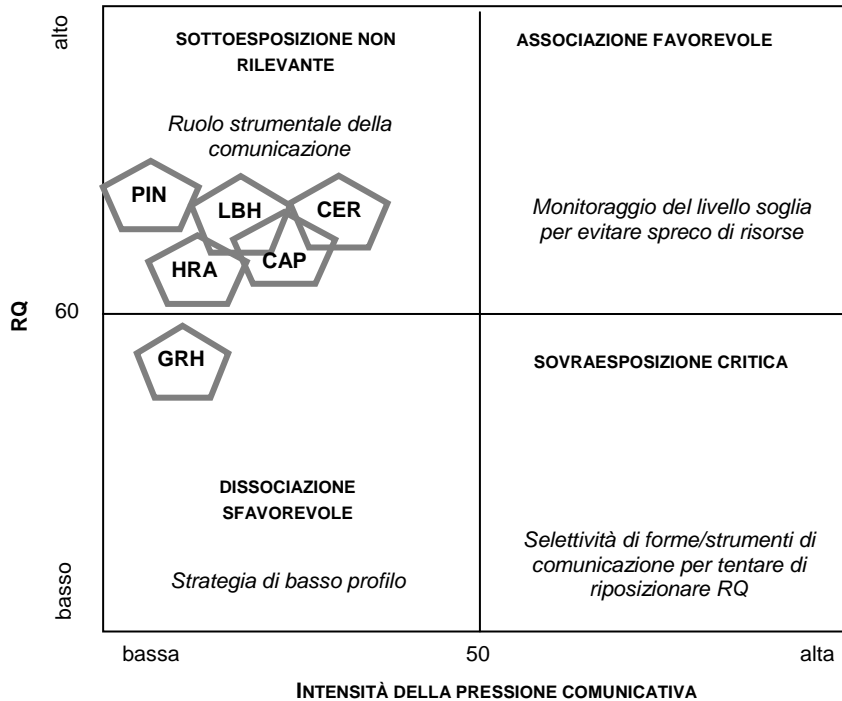 alto
SOTTOESPOSIZIONE NON
RILEVANTE
ASSOCIAZIONE FAVOREVOLE
Ruolo strumentale della
comunicazione
PIN
LBH
CER
Monitoraggio del livello soglia
per evitare spreco di risorse
HRA
CAP
RQ
60
GRH
SOVRAESPOSIZIONE CRITICA
DISSOCIAZIONE
SFAVOREVOLE
Strategia di basso profilo
Selettività di forme/strumenti di
comunicazione per tentare di
riposizionare RQ
basso
bassa
50
alta
INTENSITÀ DELLA PRESSIONE COMUNICATIVA